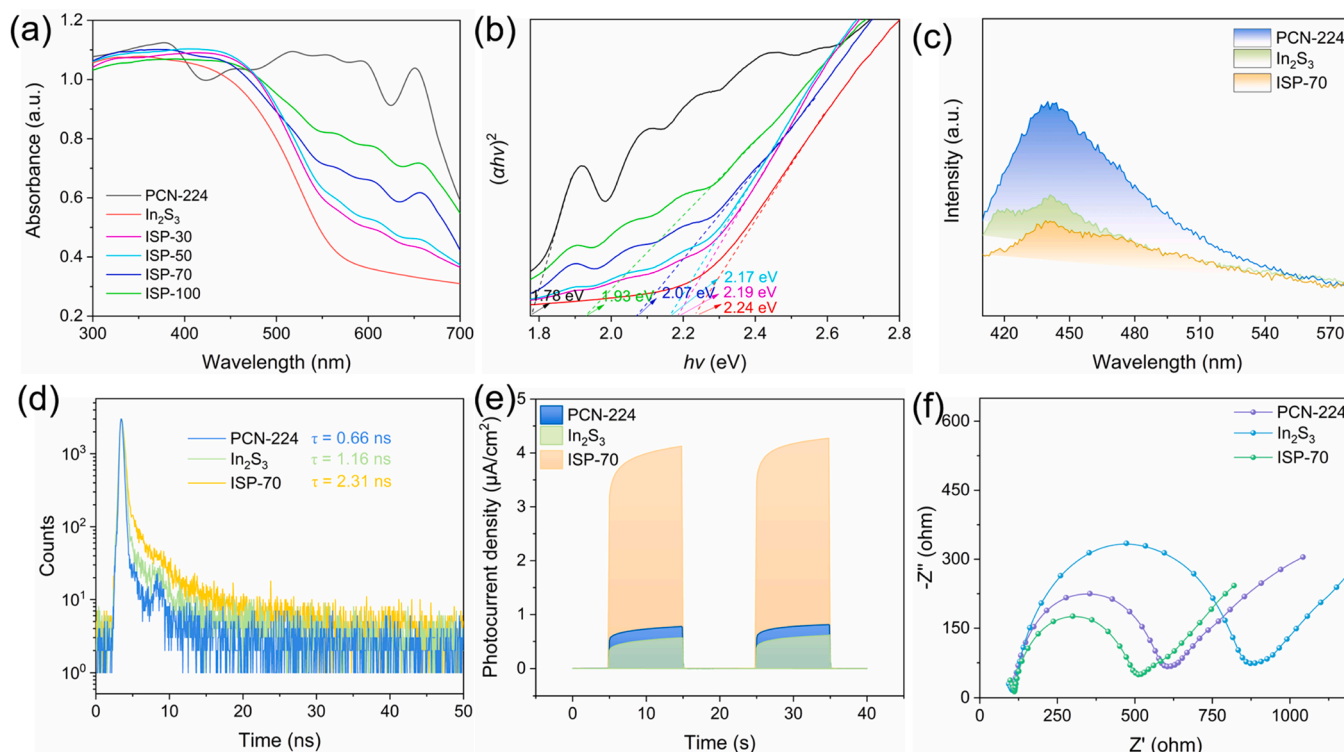 (a)
1.2
1.0
0.8
0.6
0.4
0.2
Absorbance (a.u.)
PCN-224
In2S3
ISP-30
ISP-50
ISP-70
ISP-100
300 400 500 600 700
Wavelength (nm)
(b)
(αhν)²
1.78 eV
1.93 eV
2.07 eV
2.17 eV
2.19 eV
2.24 eV
1.8 2.0 2.2 2.4 2.6 2.8
hν (eV)
(c)
Intensity (a.u.)
PCN-224
In2S3
ISP-70
420 450 480 510 540 570
Wavelength (nm)
(d)
10³
10²
10¹
10⁰
Counts
PCN-224 τ = 0.66 ns
In2S3 τ = 1.16 ns
ISP-70 τ = 2.31 ns
0 10 20 30 40 50
Time (ns)
(e)
5
4
3
2
1
0
Photocurrent density (μA/cm²)
PCN-224
In2S3
ISP-70
0 10 20 30 40
Time (s)
(f)
600
450
300
150
0
-Z" (ohm)
PCN-224
In2S3
ISP-70
0 250 500 750 1000
Z' (ohm)